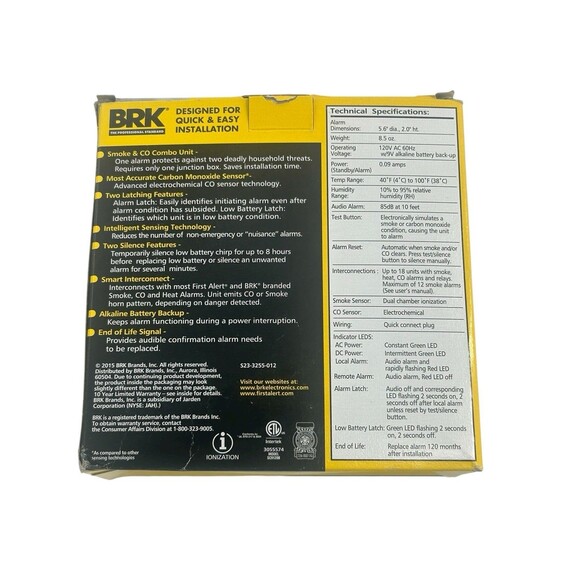 BRK®
THE PROFESSIONAL STANDARD
DESIGNED FOR
QUICK & EASY
INSTALLATION
Smoke & CO Combo Unit -
One alarm protects against two deadly household threats.
Requires only one junction box. Saves installation time.
Most Accurate Carbon Monoxide Sensor* -
Advanced electrochemical CO sensor technology.
Two Latching Features -
Alarm Latch: Easily identifies initiating alarm even after
alarm condition has subsided. Low Battery Latch:
Identifies which unit is in low battery condition.
Intelligent Sensing Technology -
Reduces the number of non-emergency or "nuisance" alarms.
Two Silence Features -
Temporarily silence low battery chirp for up to 8 hours
before replacing low battery or silence an unwanted
alarm for several minutes.
Smart Interconnect -
Interconnects with most First Alert® and BRK® branded
Smoke, CO and Heat Alarms. Unit emits CO or Smoke
horn pattern, depending on danger detected.
Alkaline Battery Backup -
Keeps alarm functioning during a power interruption.
End of Life Signal -
Provides audible confirmation alarm needs
to be replaced.
© 2015 BRK Brands, Inc. All rights reserved.
Distributed by BRK Brands, Inc., Aurora, Illinois
60504. Due to continuing product development,
the product inside the packaging may look
slightly different than the one on the package.
10 Year Limited Warranty - see inside for details.
BRK Brands, Inc. is a subsidiary of Jarden
Corporation (NYSE: JAH).
523-3255-012
Visit our websites at:
www.brkelectronics.com
www.firstalert.com
BRK is a registered trademark of the BRK Brands Inc.
To obtain warranty service, contact
the Consumer Affairs Division at 1-800-323-9005.
*As compared to other
sensing technologies
i
IONIZATION
ETL
Intertek
3055574
Technical Specifications:
Alarm
Dimensions: 5.6" dia., 2.0" ht.
Weight: 8.5 oz.
Operating Voltage: 120V AC 60Hz
w/9V alkaline battery back-up
Power: (Standby/Alarm) 0.09 amps
Temp Range: 40˚F (4˚C) to 100˚F (38˚C)
Humidity Range: 10% to 95% relative
humidity (RH)
Audio Alarm: 85dB at 10 feet
Test Button: Electronically simulates a
smoke or carbon monoxide
condition, causing the unit
to alarm
Alarm Reset: Automatic when smoke and/or
CO clears. Press test/silence
button to silence manually.
Interconnections: Up to 18 units with smoke,
heat, CO alarms and relays.
Maximum of 12 smoke alarms
(See user's manual).
Smoke Sensor: Dual chamber ionization
CO Sensor: Electrochemical
Wiring: Quick connect plug
Indicator LEDS:
AC Power: Constant Green LED
DC Power: Intermittent Green LED
Local Alarm: Audio alarm and
rapidly flashing Red LED
Remote Alarm: Audio alarm, Red LED off
Alarm Latch: Audio off and corresponding
LED flashing 2 seconds on, 2
seconds off after local alarm
unless reset by test/silence
button.
Low Battery Latch: Green LED flashing 2 seconds
on, 2 seconds off.
End of Life: Replace alarm 120 months
after installation